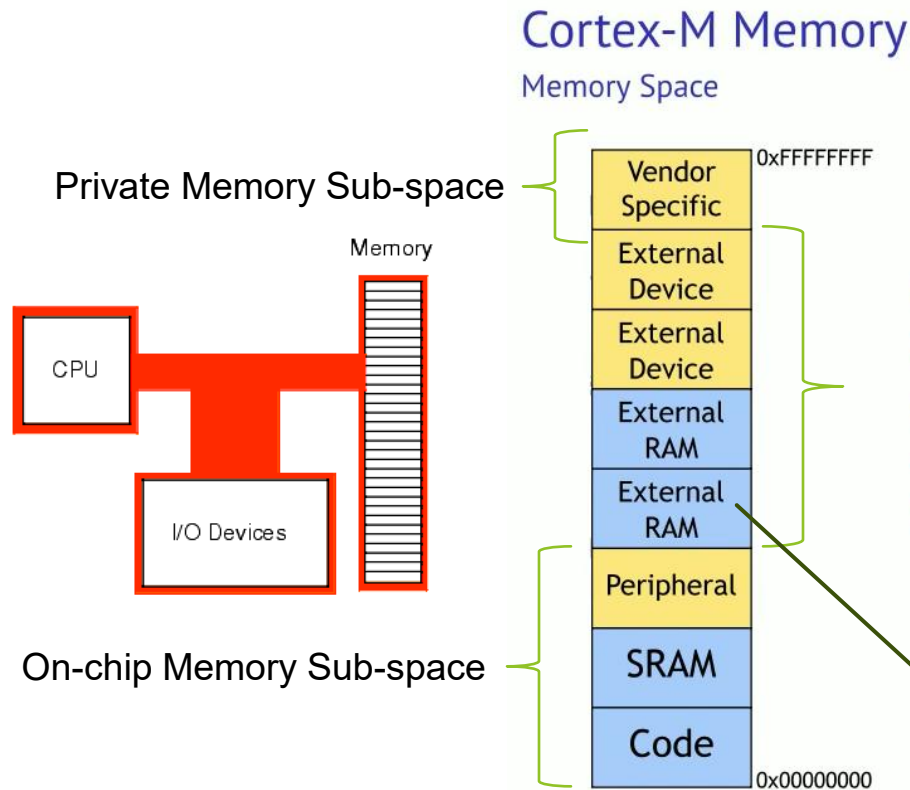 Cortex-M Memory
Memory Space
Private Memory Sub-space
Memory
CPU
I/O Devices
On-chip Memory Sub-space
0xFFFFFFFF
Vendor
Specific
External
Device
External
Device
External
RAM
External
RAM
Peripheral
SRAM
Code
0x00000000